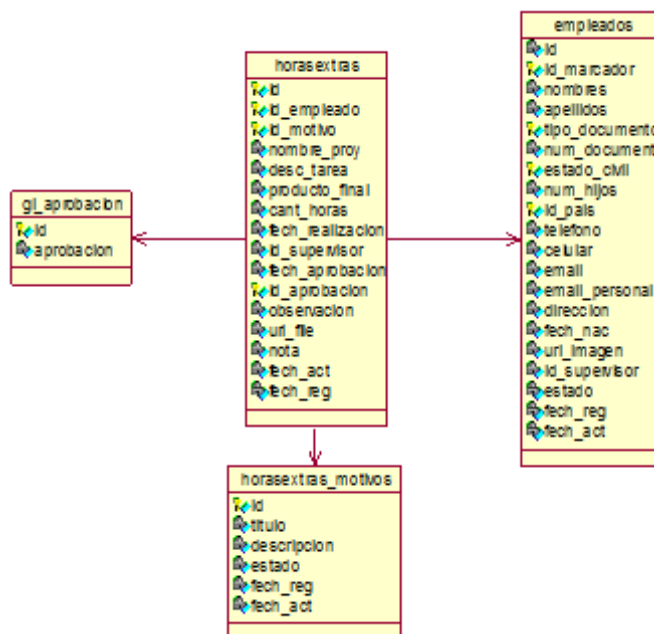 gl_aprobacion
id
aprobacion
horasextras
id
id_empleado
id_motivo
nombre_proy
desc_tarea
producto_final
cant_horas
fech_realizacion
id_supervisor
fech_aprobacion
id_aprobacion
observacion
url_file
nota
fech_act
fech_reg
horasextras_motivos
id
titulo
descripcion
estado
fech_reg
fech_act
empleados
id
id_marcador
nombres
apellidos
tipo_documento
num_document
estado_civil
num_hijos
id_pais
telefono
celular
email
email_personal
direccion
fech_nac
url_imagen
id_supervisor
estado
fech_reg
fech_act